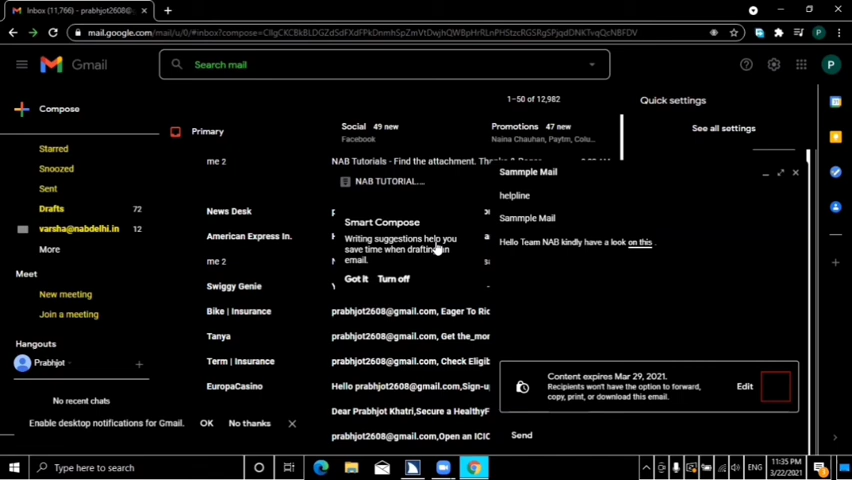 Inbox (11,766) - prabhjot2608@g
mail.google.com
P
Gmail
Search mail
P
Compose
1–50 of 12,982
Quick settings
Primary
Social 49 new
Facebook
Promotions 47 new
Naina Chauhan, Paytm, Colu...
See all settings
Starred
Snoozed
Sent
Drafts 72
varsha@nabdelhi.in 12
More
me 2
NAB Tutorials - Find the attachment.
NAB TUTORIAL....
News Desk
American Express In.
me 2
Swiggy Genie
Bike | Insurance prabhjot2608@gmail.com, Eager To Ric
Tanya prabhjot2608@gmail.com, Get the_mor
Term | Insurance prabhjot2608@gmail.com, Check Eligib
EuropaCasino Hello prabhjot2608@gmail.com,Sign-u
Dear Prabhjot Khatri,Secure a HealthyF
prabhjot2608@gmail.com,Open an ICIC
Smart Compose
Writing suggestions help you
save time when drafting an
email.
Got it Turn off
Sammple Mail
helpline
Sammple Mail
Hello Team NAB kindly have a look on this .
Content expires Mar 29, 2021.
Recipients won't have the option to forward,
copy, print, or download this email.
Edit
Send
Meet
New meeting
Join a meeting
Hangouts
Prabhjot
No recent chats
Enable desktop notifications for Gmail. OK No thanks
Type here to search
ENG
11:35 PM
3/22/2021